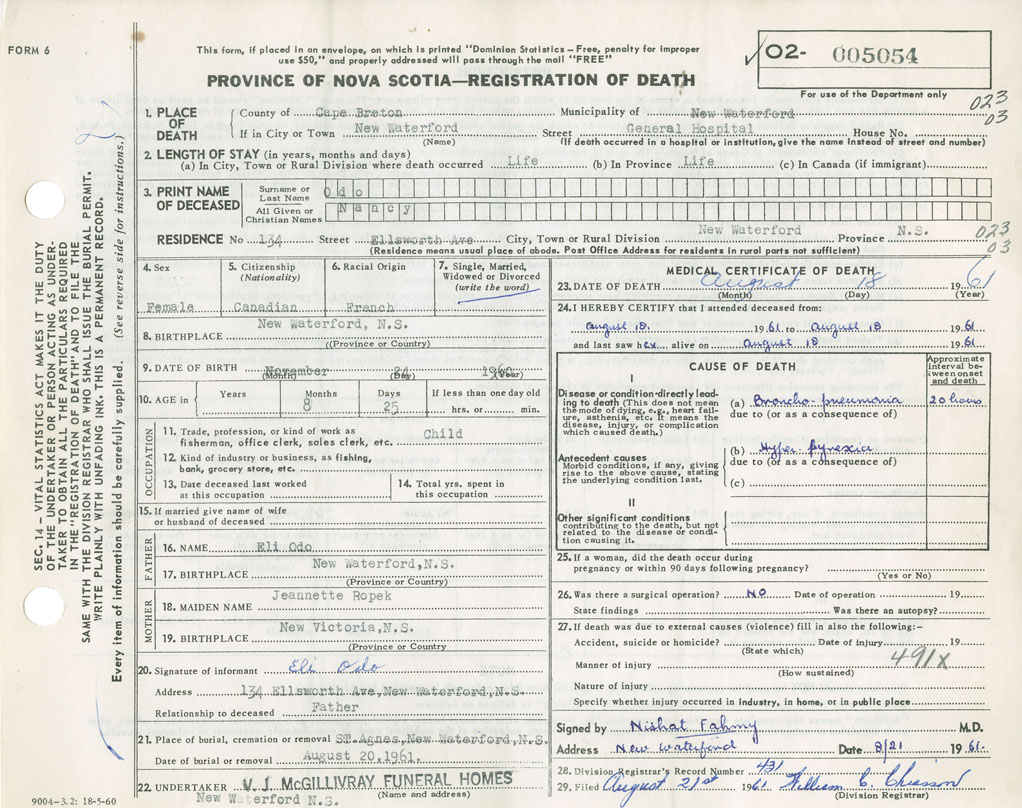 FORM 6
This form, if placed in an envelope, on which is printed "Dominion Statistics – Free, penalty for improper
use $50," and properly addressed will pass through the mail "FREE"
PROVINCE OF NOVA SCOTIA—REGISTRATION OF DEATH
✓02- 005054
For use of the Department only
023
03
1. PLACE OF DEATH
County of Cape Breton Municipality of New Waterford
If in City or Town New Waterford Street General Hospital House No.
(Name) (If death occurred in a hospital or institution, give the name instead of street and number)
2. LENGTH OF STAY (in years, months and days)
(a) In City, Town or Rural Division where death occurred Life (b) In Province Life (c) In Canada (if immigrant)
3. PRINT NAME OF DECEASED
Surname or Last Name Odo
All Given or Christian Names Nancy
RESIDENCE No 134 Street Ellsworth Ave City, Town or Rural Division New Waterford Province N.S.
023
03
(Residence means usual place of abode. Post Office Address for residents in rural parts not sufficient)
4. Sex
Female
5. Citizenship
(Nationality)
Canadian
6. Racial Origin
French
7. Single, Married,
Widowed or Divorced
(write the word)
8. BIRTHPLACE New Waterford, N.S.
((Province or Country)
9. DATE OF BIRTH November 24 1960
(Month) (Day) (Year)
10. AGE in
Years
Months
8
Days
25
If less than one day old
hrs. or min.
OCCUPATION
11. Trade, profession, or kind of work as
fisherman, office clerk, sales clerk, etc. Child
12. Kind of industry or business, as fishing,
bank, grocery store, etc.
13. Date deceased last worked
at this occupation
14. Total yrs. spent in
this occupation
15. If married give name of wife
or husband of deceased
FATHER
16. NAME Eli Odo
17. BIRTHPLACE New Waterford,N.S.
(Province or Country)
MOTHER
18. MAIDEN NAME Jeannette Ropek
19. BIRTHPLACE New Victoria,N.S.
(Province or Country
20. Signature of informant Eli Odo
Address 134 Ellsworth Ave,New Waterford,N.S.
Relationship to deceased Father
21. Place of burial, cremation or removal ST.Agnes,New Waterford,N.S.
Date of burial or removal August 20,1961.
22. UNDERTAKER V. J. McGILLIVRAY FUNERAL HOMES
New Waterford N.S. (Name and address)
9004-3.2: 18-5-60
MEDICAL CERTIFICATE OF DEATH
23. DATE OF DEATH August 18 1961
(Month) (Day) (Year)
24. I HEREBY CERTIFY that I attended deceased from:
August 18. 1961 to August 18 1961
and last saw her alive on August 18 1961
CAUSE OF DEATH
Approximate
interval be-
tween onset
and death
I
Disease or condition directly lead-
ing to death (This does not mean
the mode of dying, e.g., heart fail-
ure, asthenia, etc. It means the
disease, injury, or complication
which caused death.)
(a) Broncho-pneumonia 20 hours
due to (or as a consequence of)
Antecedent causes
Morbid conditions, if any, giving
rise to the above cause, stating
the underlying condition last.
(b) Hyper-pyrexia
due to (or as a consequence of)
(c)
II
Other significant conditions
contributing to the death, but not
related to the disease or condi-
tion causing it.
25. If a woman, did the death occur during
pregnancy or within 90 days following pregnancy?
(Yes or No)
26. Was there a surgical operation? NO Date of operation 19
State findings Was there an autopsy?
27. If death was due to external causes (violence) fill in also the following:-
Accident, suicide or homicide? Date of injury 19
(State which)
491X
Manner of injury
(How sustained)
Nature of injury
Specify whether injury occurred in industry, in home, or in public place
Signed by Nishat Fahmy M.D.
Address New Waterford Date 8/21 1961.
28. Division Registrar's Record Number 431
29. Filed August 21st 1961 William C. Chiasson
(Division Registrar)
SEC. 14 – VITAL STATISTICS ACT MAKES IT THE DUTY
OF THE UNDERTAKER OR PERSON ACTING AS UNDER-
TAKER TO OBTAIN ALL THE PARTICULARS REQUIRED
IN THE "REGISTRATION OF DEATH" AND TO FILE THE
SAME WITH THE DIVISION REGISTRAR WHO SHALL ISSUE THE BURIAL PERMIT.
WRITE PLAINLY WITH UNFADING INK. THIS IS A PERMANENT RECORD.
Every item of information should be carefully supplied. (See reverse side for instructions.)